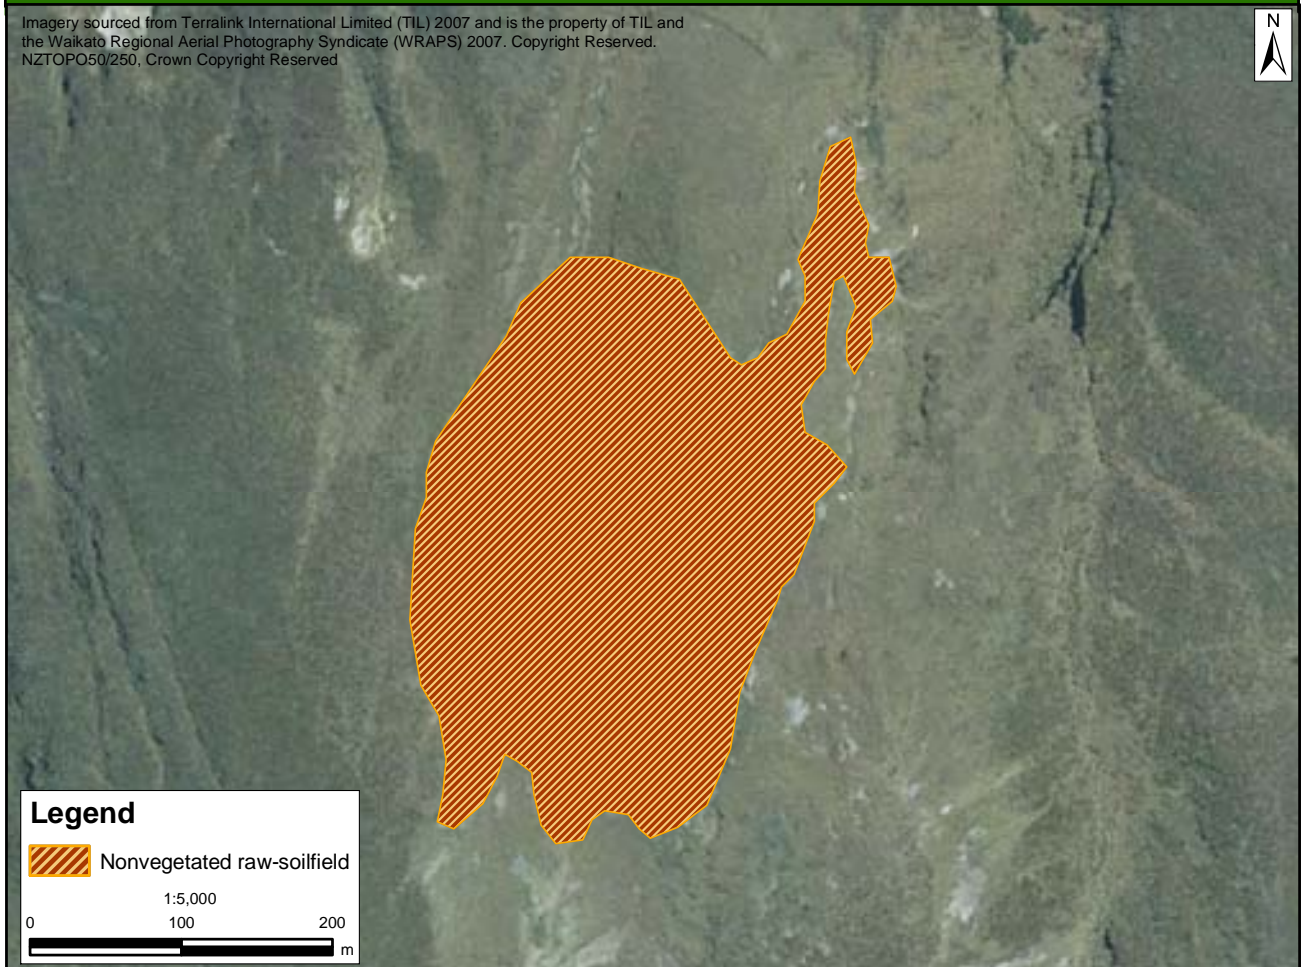 Imagery sourced from Terralink International Limited (TIL) 2007 and is the property of TIL and
the Waikato Regional Aerial Photography Syndicate (WRAPS) 2007. Copyright Reserved.
NZTOPO50/250, Crown Copyright Reserved
N
Legend
Nonvegetated raw-soilfield
1:5,000
0 100 200
m